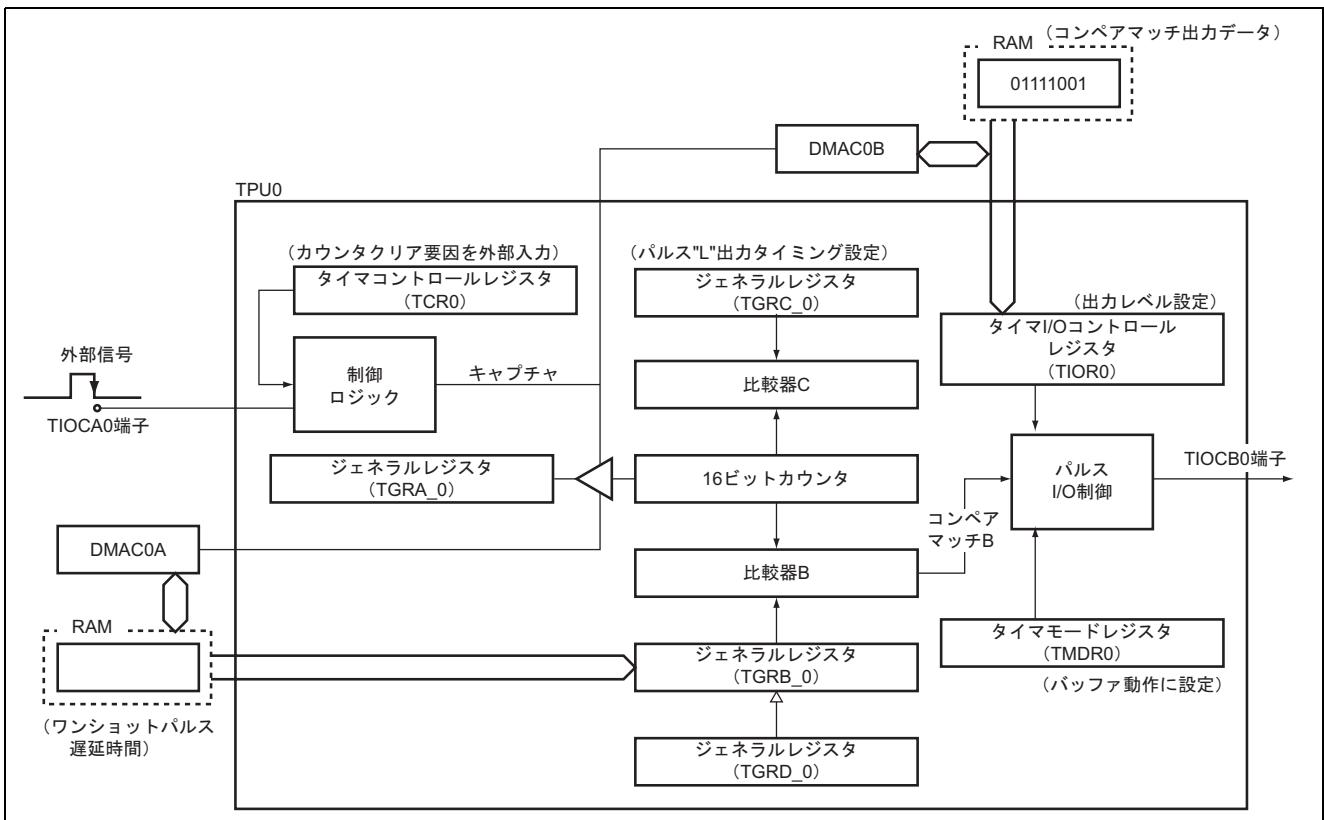 (コンペアマッチ出力データ)
RAM
01111001
DMAC0B
TPU0
(カウンタクリア要因を外部入力)
タイマコントロールレジスタ
(TCR0)
(パルス"L"出力タイミング設定)
ジェネラルレジスタ
(TGRC_0)
(出力レベル設定)
タイマI/Oコントロール
レジスタ
(TIOR0)
外部信号
TIOCA0端子
制御
ロジック
キャプチャ
比較器C
ジェネラルレジスタ
(TGRA_0)
16ビットカウンタ
パルス
I/O制御
TIOCB0端子
コンペア
マッチB
DMAC0A
比較器B
RAM
(ワンショットパルス
遅延時間)
ジェネラルレジスタ
(TGRB_0)
タイマモードレジスタ
(TMDR0)
(バッファ動作に設定)
ジェネラルレジスタ
(TGRD_0)